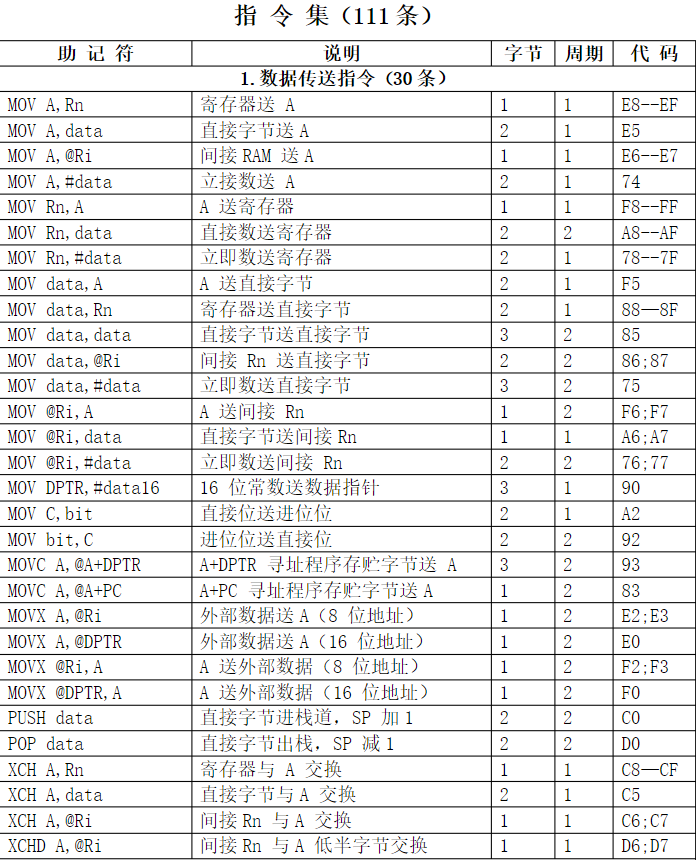 指 令 集（111条）
助 记 符 说明 字节 周期 代 码
1.数据传送指令（30条）
MOV A,Rn 寄存器送 A 1 1 E8--EF
MOV A,data 直接字节送A 2 1 E5
MOV A,@Ri 间接RAM 送A 1 1 E6--E7
MOV A,#data 立接数送 A 2 1 74
MOV Rn,A A 送寄存器 1 1 F8--FF
MOV Rn,data 直接数送寄存器 2 2 A8--AF
MOV Rn,#data 立即数送寄存器 2 1 78--7F
MOV data,A A 送直接字节 2 1 F5
MOV data,Rn 寄存器送直接字节 2 1 88—8F
MOV data,data 直接字节送直接字节 3 2 85
MOV data,@Ri 间接 Rn 送直接字节 2 2 86;87
MOV data,#data 立即数送直接字节 3 2 75
MOV @Ri,A A 送间接 Rn 1 2 F6;F7
MOV @Ri,data 直接字节送间接Rn 1 1 A6;A7
MOV @Ri,#data 立即数送间接 Rn 2 2 76;77
MOV DPTR,#data16 16 位常数送数据指针 3 1 90
MOV C,bit 直接位送进位位 2 1 A2
MOV bit,C 进位位送直接位 2 2 92
MOVC A,@A+DPTR A+DPTR 寻址程序存贮字节送 A 3 2 93
MOVC A,@A+PC A+PC 寻址程序存贮字节送A 1 2 83
MOVX A,@Ri 外部数据送A（8 位地址） 1 2 E2;E3
MOVX A,@DPTR 外部数据送A（16 位地址） 1 2 E0
MOVX @Ri,A A 送外部数据（8 位地址） 1 2 F2;F3
MOVX @DPTR,A A 送外部数据（16 位地址） 1 2 F0
PUSH data 直接字节进栈道，SP 加1 2 2 C0
POP data 直接字节出栈，SP 减1 2 2 D0
XCH A,Rn 寄存器与 A 交换 1 1 C8—CF
XCH A,data 直接字节与A 交换 2 1 C5
XCH A,@Ri 间接Rn 与A 交换 1 1 C6;C7
XCHD A,@Ri 间接Rn 与A 低半字节交换 1 1 D6;D7